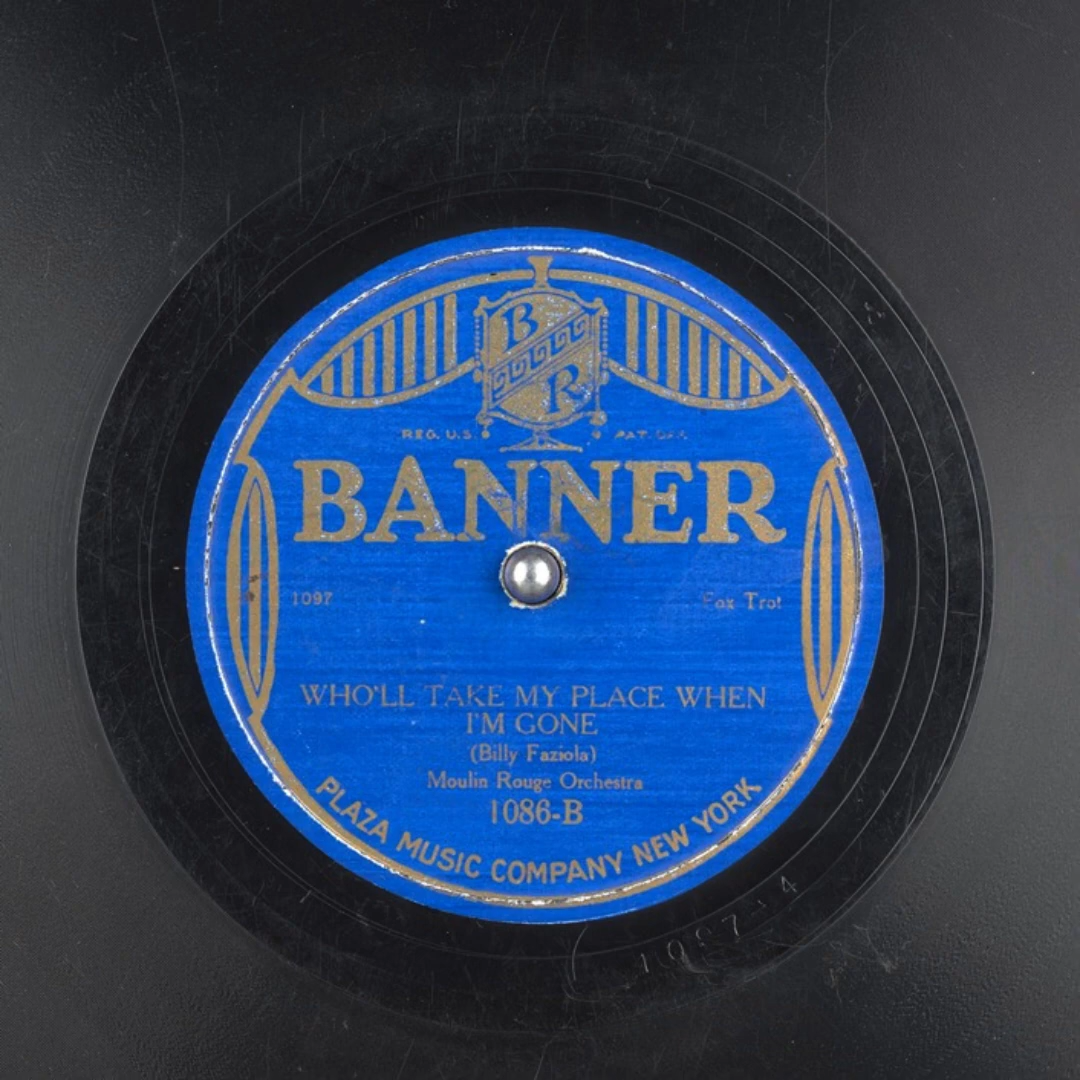 B
R
REG. U.S. PAT. OFF.
BANNER
1097 Fox Trot
WHO'LL TAKE MY PLACE WHEN
I'M GONE
(Billy Faziola)
Moulin Rouge Orchestra
1086-B
PLAZA MUSIC COMPANY NEW YORK